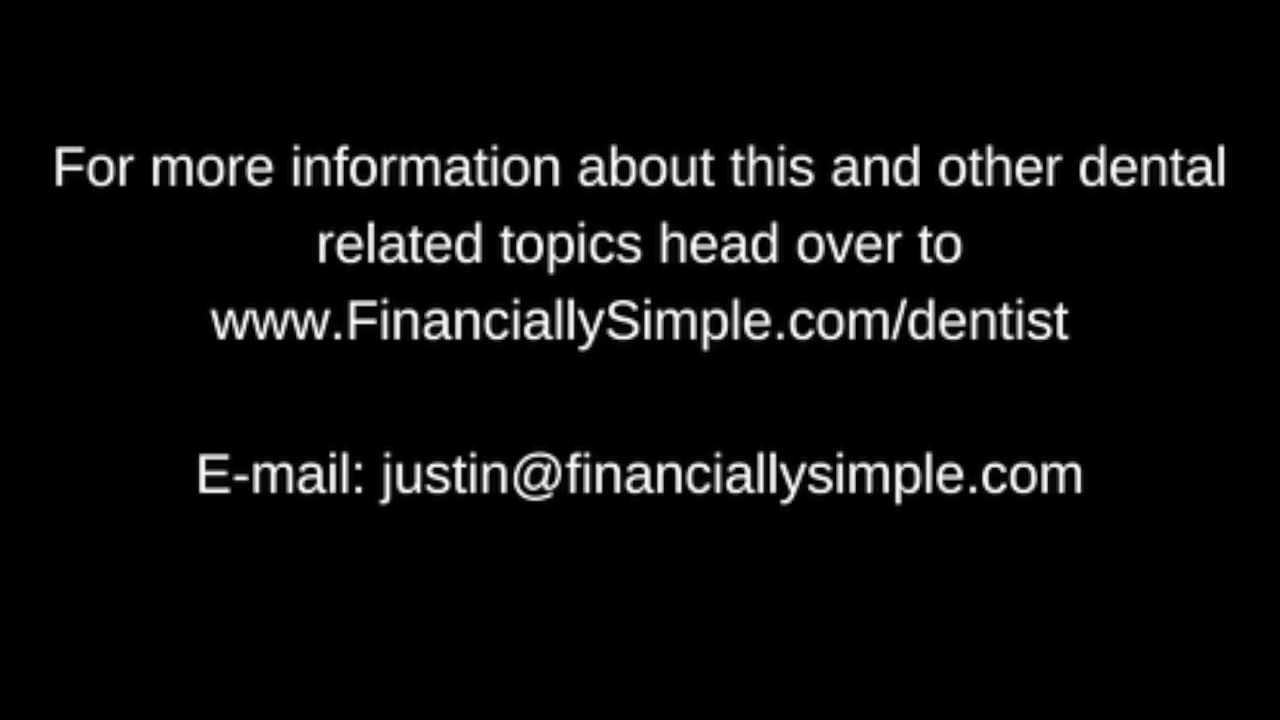 For more information about this and other dental
related topics head over to
www.FinanciallySimple.com/dentist
E-mail: justin@financiallysimple.com